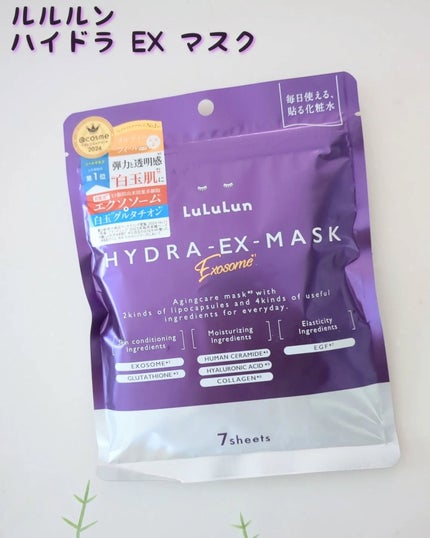 ルルルン
ハイドラ EX マスク
毎日使える、
貼る化粧水
@cosme
2024
第1位
弾力と透明感
"白玉肌に
エクソソーム
白玉グルタチオン
LuLuLun
HYDRA-EX-MASK
Exosome
Agingcare mask with
2kinds of lipocapsules and 4kinds of useful
ingredients for everyday.
Skin conditioning
Ingredients
Moisturizing
Ingredients
Elasticity
Ingredients
EXOSOME
GLUTATHIONE
HUMAN CERAMIDE
HYALURONIC ACID
COLLAGEN
EGF
7sheets